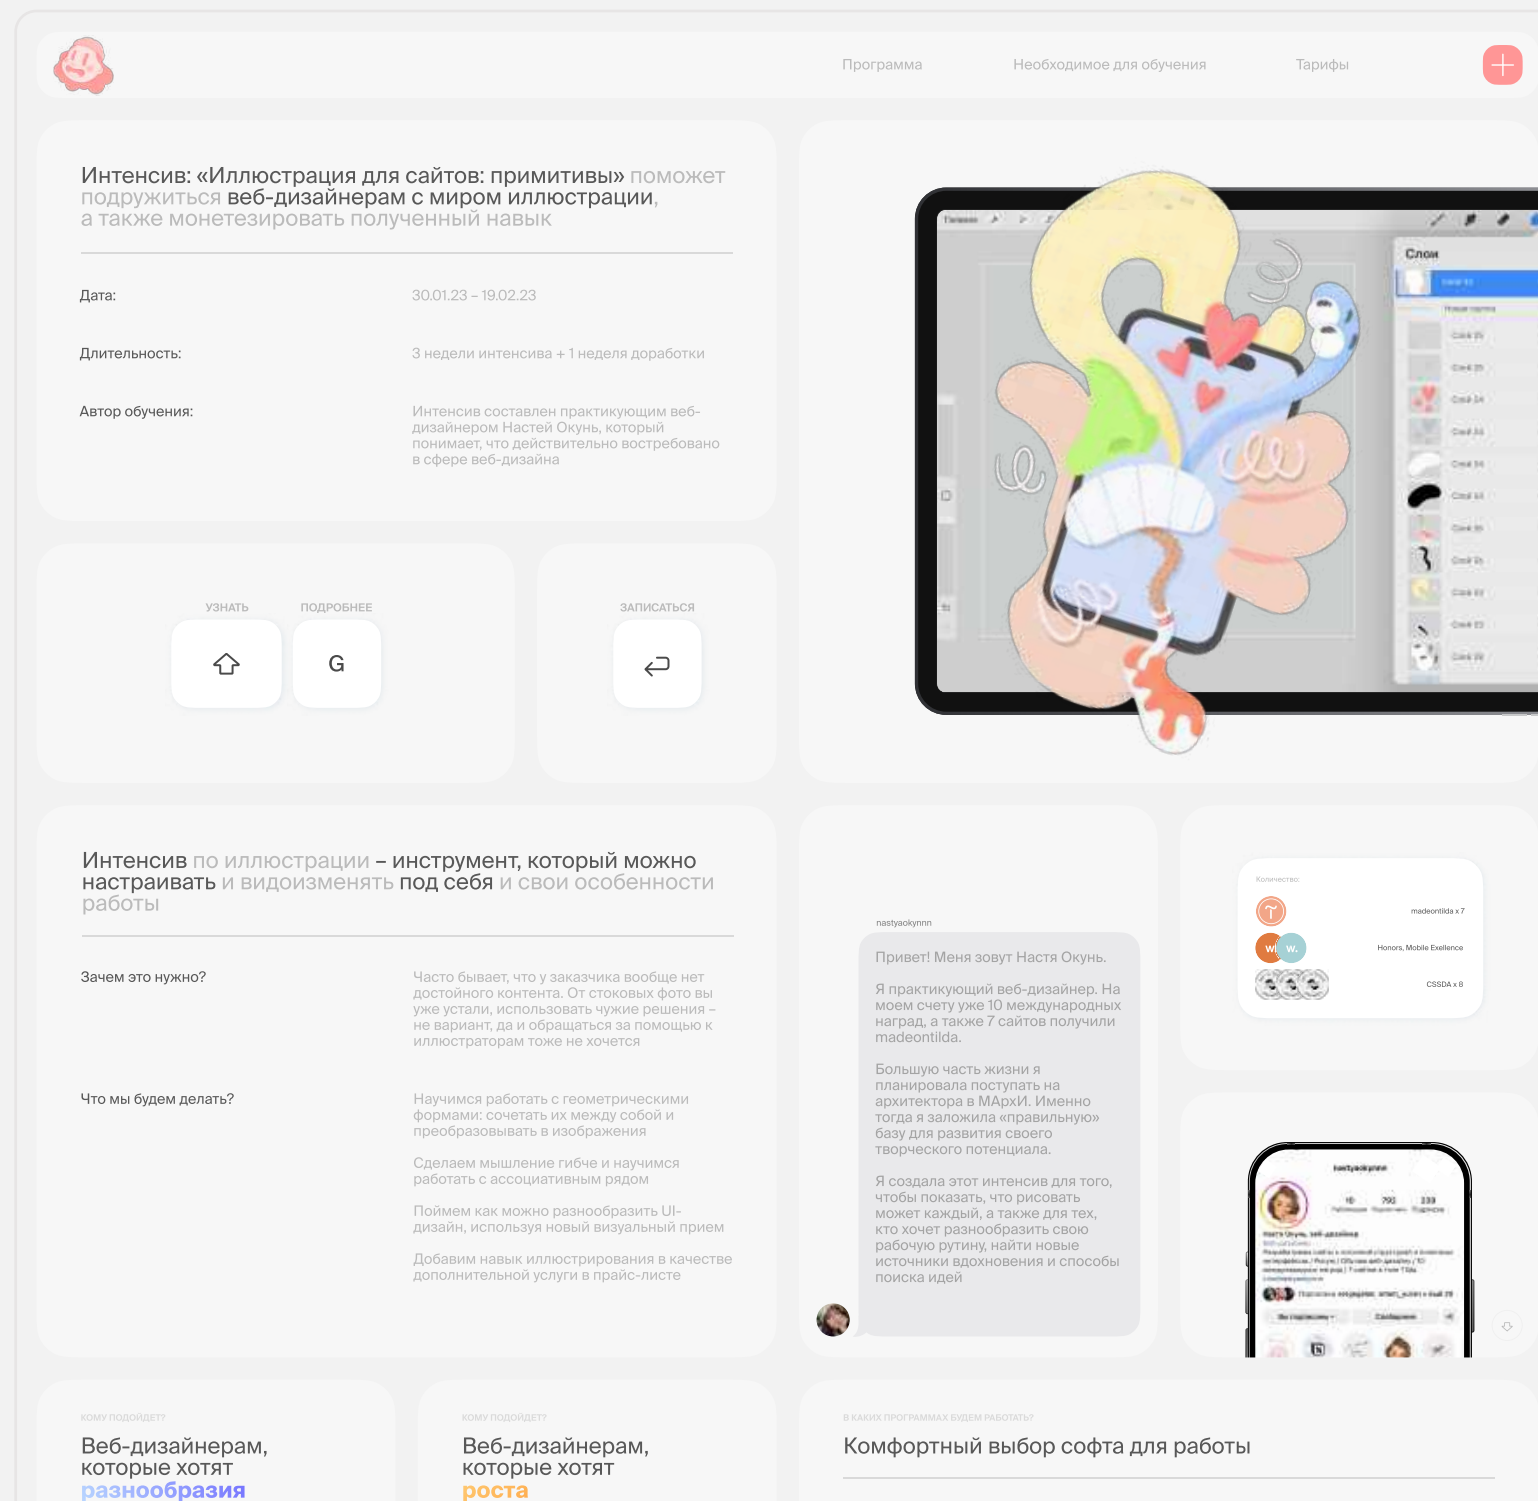 Программа
Необходимое для обучения
Тарифы
Интенсив: «Иллюстрация для сайтов: примитивы» поможет
подружиться веб-дизайнерам с миром иллюстрации,
а также монетезировать полученный навык
Дата:
30.01.23 – 19.02.23
Длительность:
3 недели интенсива + 1 неделя доработки
Автор обучения:
Интенсив составлен практикующим веб-
дизайнером Настей Окунь, который
понимает, что действительно востребовано
в сфере веб-дизайна
Слои
УЗНАТЬ
ПОДРОБНЕЕ
G
ЗАПИСАТЬСЯ
Интенсив по иллюстрации – инструмент, который можно
настраивать и видоизменять под себя и свои особенности
работы
Зачем это нужно?
Часто бывает, что у заказчика вообще нет
достойного контента. От стоковых фото вы
уже устали, использовать чужие решения –
не вариант, да и обращаться за помощью к
иллюстраторам тоже не хочется
Что мы будем делать?
Научимся работать с геометрическими
формами: сочетать их между собой и
преобразовывать в изображения
Сделаем мышление гибче и научимся
работать с ассоциативным рядом
Поймем как можно разнообразить UI-
дизайн, используя новый визуальный прием
Добавим навык иллюстрирования в качестве
дополнительной услуги в прайс-листе
nastyaokynnn
Привет! Меня зовут Настя Окунь.
Я практикующий веб-дизайнер. На
моем счету уже 10 международных
наград, а также 7 сайтов получили
madeontilda.
Большую часть жизни я
планировала поступать на
архитектора в МАрхИ. Именно
тогда я заложила «правильную»
базу для развития своего
творческого потенциала.
Я создала этот интенсив для того,
чтобы показать, что рисовать
может каждый, а также для тех,
кто хочет разнообразить свою
рабочую рутину, найти новые
источники вдохновения и способы
поиска идей
Количество:
madeontilda x 7
w.
Honors, Mobile Exellence
CSSDA x 8
nastyaokynnn
Настя Окунь, веб-дизайнер
КОМУ ПОДОЙДЕТ?
Веб-дизайнерам,
которые хотят
разнообразия
КОМУ ПОДОЙДЕТ?
Веб-дизайнерам,
которые хотят
роста
В КАКИХ ПРОГРАММАХ БУДЕМ РАБОТАТЬ?
Комфортный выбор софта для работы